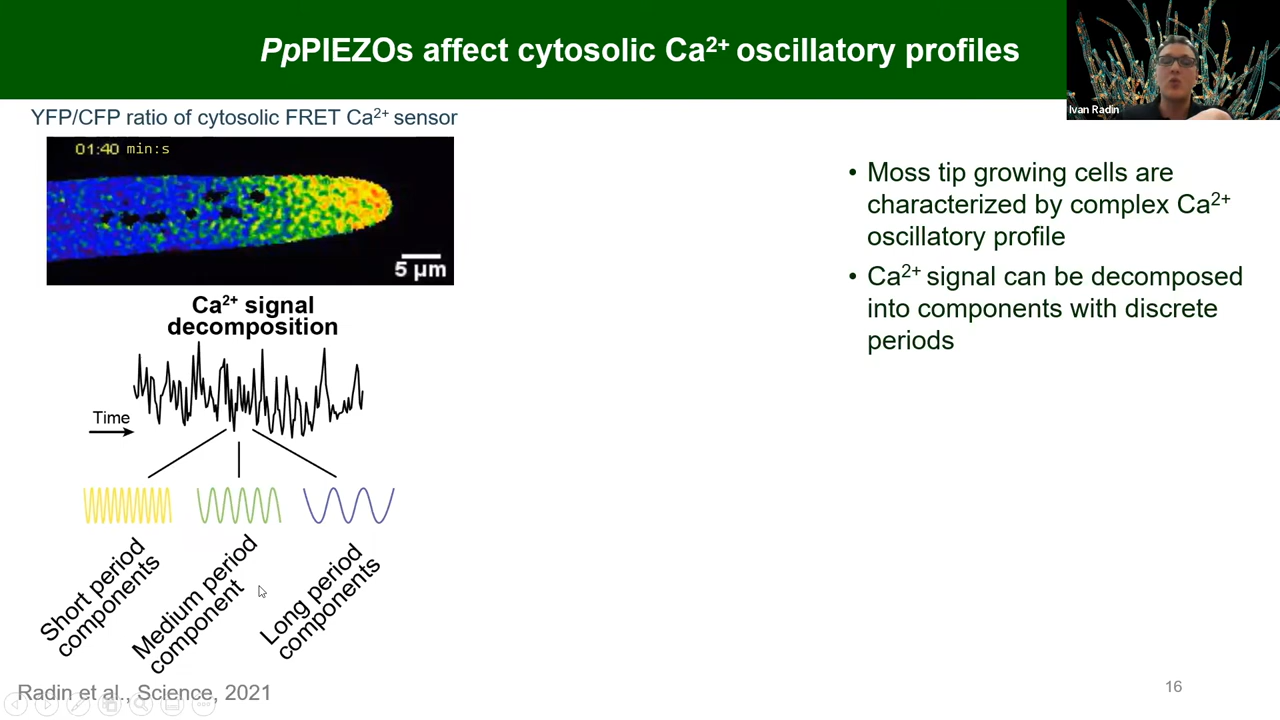 PpPIEZOs affect cytosolic Ca²⁺ oscillatory profiles
Ivan Radin
YFP/CFP ratio of cytosolic FRET Ca²⁺ sensor
01:40 min:s
5 µm
Ca²⁺ signal
decomposition
Time
Short period
components
Medium period
component
Long period
components
• Moss tip growing cells are
characterized by complex Ca²⁺
oscillatory profile
• Ca²⁺ signal can be decomposed
into components with discrete
periods
Radin et al., Science, 2021
16